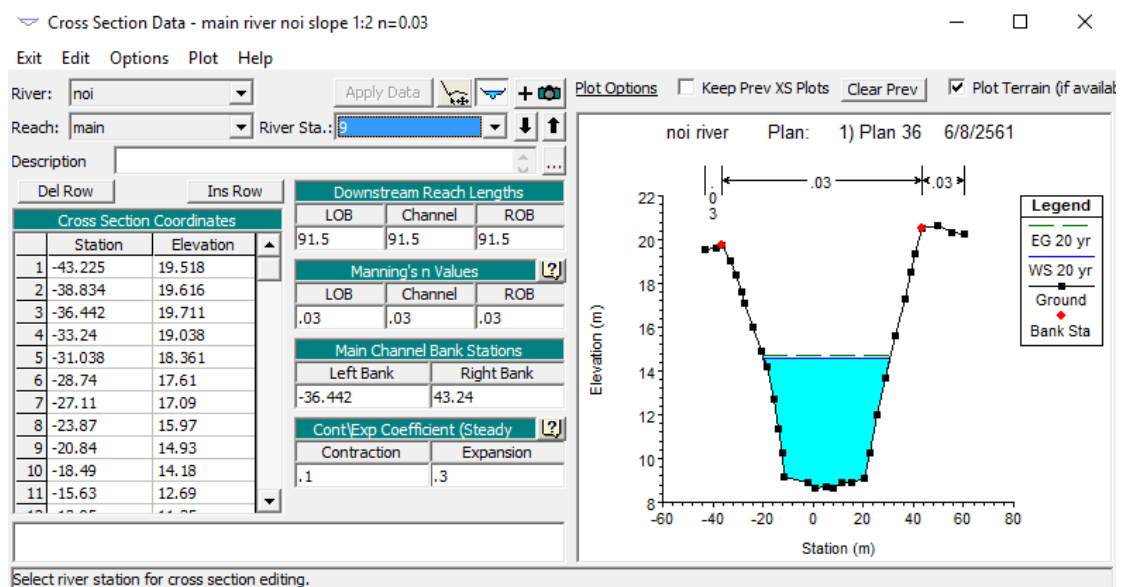 Cross Section Data - main river noi slope 1:2 n=0.03
Exit Edit Options Plot Help
River: noi Apply Data
Reach: main River Sta.: 9
Description ...
Del Row Ins Row
Cross Section Coordinates
Station Elevation
1 -43.225 19.518
2 -38.834 19.616
3 -36.442 19.711
4 -33.24 19.038
5 -31.038 18.361
6 -28.74 17.61
7 -27.11 17.09
8 -23.87 15.97
9 -20.84 14.93
10 -18.49 14.18
11 -15.63 12.69
Downstream Reach Lengths
LOB Channel ROB
91.5 91.5 91.5
Manning's n Values
LOB Channel ROB
.03 .03 .03
Main Channel Bank Stations
Left Bank Right Bank
-36.442 43.24
Cont\Exp Coefficient (Steady
Contraction Expansion
.1 .3
Plot Options Keep Prev XS Plots Clear Prev Plot Terrain (if availab
noi river Plan: 1) Plan 36 6/8/2561
.03 .03 .03
22
20
18
16
14
12
10
8
Elevation (m)
-60 -40 -20 0 20 40 60 80
Station (m)
Legend
EG 20 yr
WS 20 yr
Ground
Bank Sta
Select river station for cross section editing.